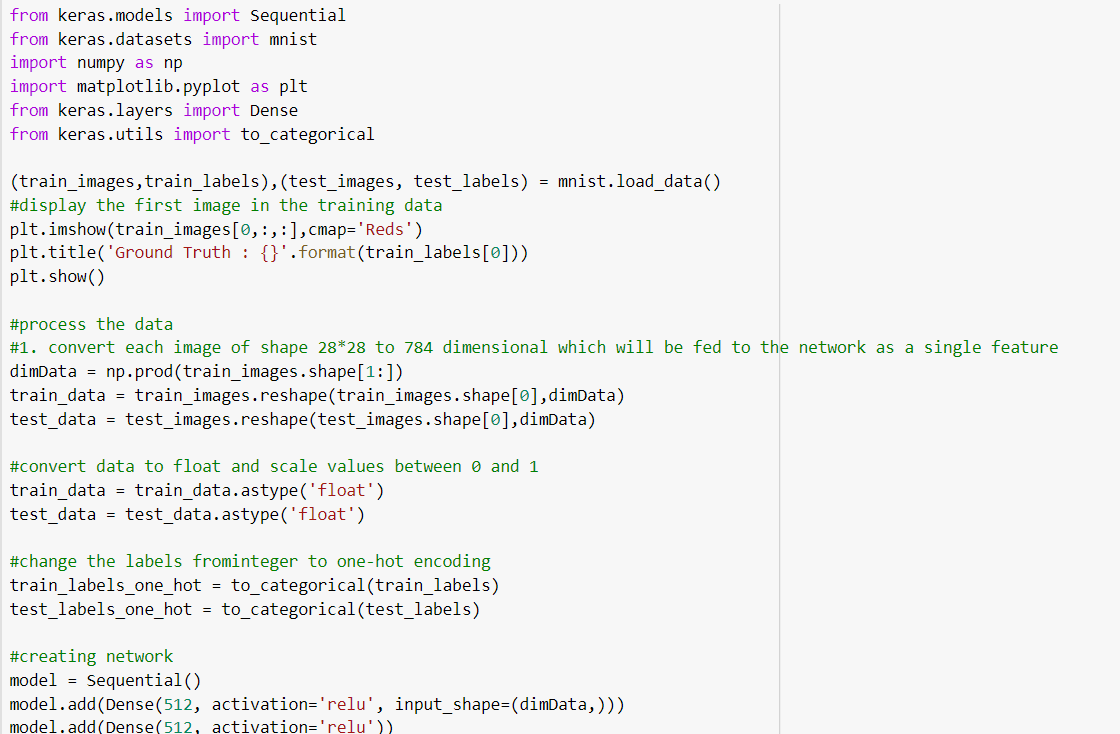 from keras.models import Sequential
from keras.datasets import mnist
import numpy as np
import matplotlib.pyplot as plt
from keras.layers import Dense
from keras.utils import to_categorical
(train_images,train_labels),(test_images, test_labels) = mnist.load_data()
#display the first image in the training data
plt.imshow(train_images[0,:,:],cmap='Reds')
plt.title('Ground Truth : {}'.format(train_labels[0]))
plt.show()
#process the data
#1. convert each image of shape 28*28 to 784 dimensional which will be fed to the network as a single feature
dimData = np.prod(train_images.shape[1:])
train_data = train_images.reshape(train_images.shape[0],dimData)
test_data = test_images.reshape(test_images.shape[0],dimData)
#convert data to float and scale values between 0 and 1
train_data = train_data.astype('float')
test_data = test_data.astype('float')
#change the labels frominteger to one-hot encoding
train_labels_one_hot = to_categorical(train_labels)
test_labels_one_hot = to_categorical(test_labels)
#creating network
model = Sequential()
model.add(Dense(512, activation='relu', input_shape=(dimData,)))
model.add(Dense(512, activation='relu'))